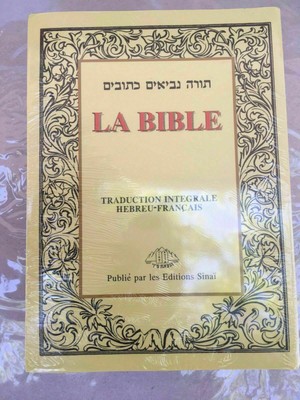 תורה נביאים כתובים
LA BIBLE
TRADUCTION INTEGRALE
HEBREU-FRANÇAIS
Publié par les Editions Sinaï